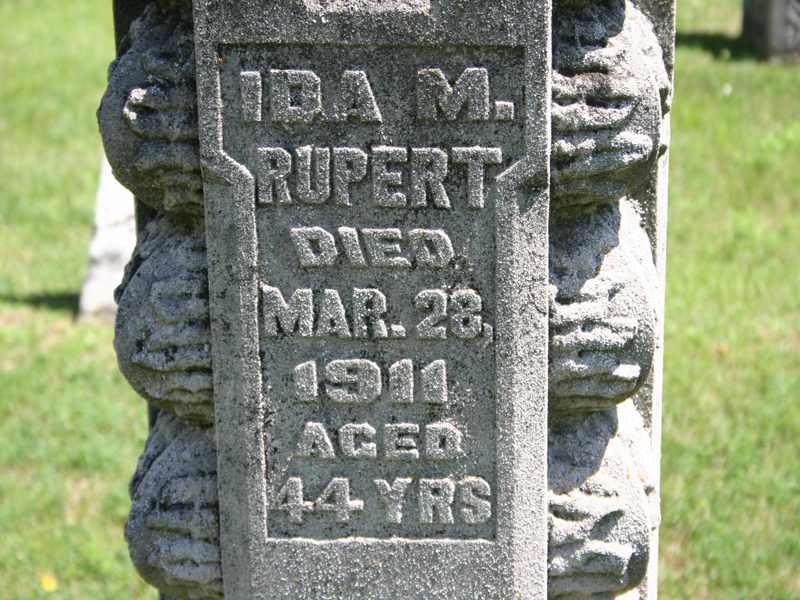 IDA M.
RUPERT
DIED
MAR. 28,
1911
AGED
44 YRS